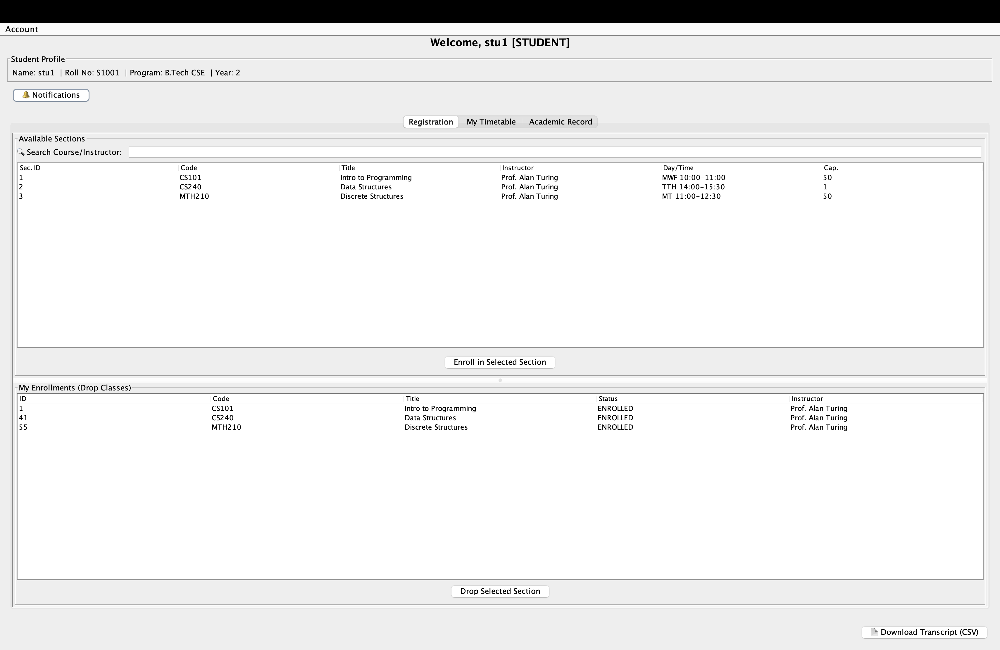 Account
Welcome, stu1 [STUDENT]
Student Profile
Name: stu1 | Roll No: S1001 | Program: B.Tech CSE | Year: 2
Notifications
Registration My Timetable Academic Record
Available Sections
Search Course/Instructor:
Sec. ID Code Title Instructor Day/Time Cap.
1 CS101 Intro to Programming Prof. Alan Turing MWF 10:00-11:00 50
2 CS240 Data Structures Prof. Alan Turing TTH 14:00-15:30 1
3 MTH210 Discrete Structures Prof. Alan Turing MT 11:00-12:30 50
Enroll in Selected Section
My Enrollments (Drop Classes)
ID Code Title Status Instructor
1 CS101 Intro to Programming ENROLLED Prof. Alan Turing
41 CS240 Data Structures ENROLLED Prof. Alan Turing
55 MTH210 Discrete Structures ENROLLED Prof. Alan Turing
Drop Selected Section
Download Transcript (CSV)